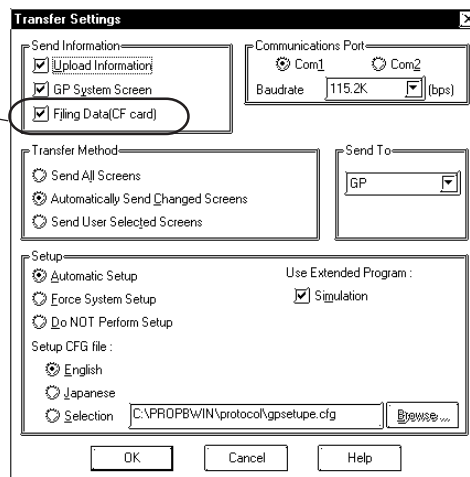 Transfer Settings
Send Information
Upload Information
GP System Screen
Filing Data(CF card)
Communications Port
Com1
Com2
Baudrate
115.2K
(bps)
Transfer Method
Send All Screens
Automatically Send Changed Screens
Send User Selected Screens
Send To
GP
Setup
Automatic Setup
Force System Setup
Do NOT Perform Setup
Use Extended Program :
Simulation
Setup CFG file :
English
Japanese
Selection
C:\PROPBWIN\protocol\gpsetupe.cfg
Browse...
OK
Cancel
Help